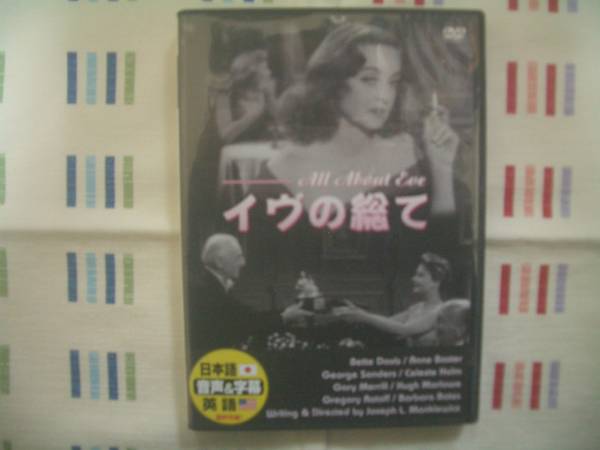 DVD
All About Eve
イヴの総て
Bette Davis / Anne Baxter
George Sanders / Celeste Holm
Gary Merrill / Hugh Marlowe
Gregory Ratoff / Barbara Bates
Writing & Directed by Joseph L. Mankiewicz
日本語
音声&字幕
英語